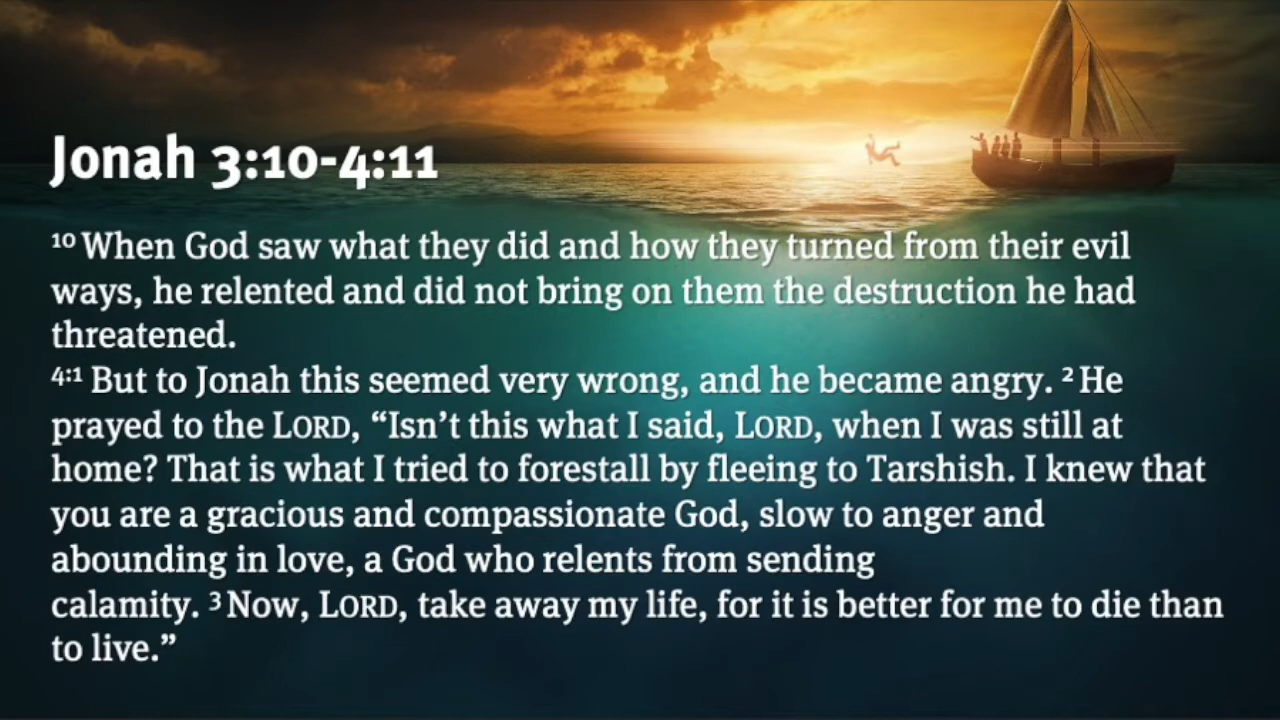 Jonah 3:10-4:11
10 When God saw what they did and how they turned from their evil
ways, he relented and did not bring on them the destruction he had
threatened.
4:1 But to Jonah this seemed very wrong, and he became angry. 2 He
prayed to the LORD, “Isn’t this what I said, LORD, when I was still at
home? That is what I tried to forestall by fleeing to Tarshish. I knew that
you are a gracious and compassionate God, slow to anger and
abounding in love, a God who relents from sending
calamity. 3 Now, LORD, take away my life, for it is better for me to die than
to live.”